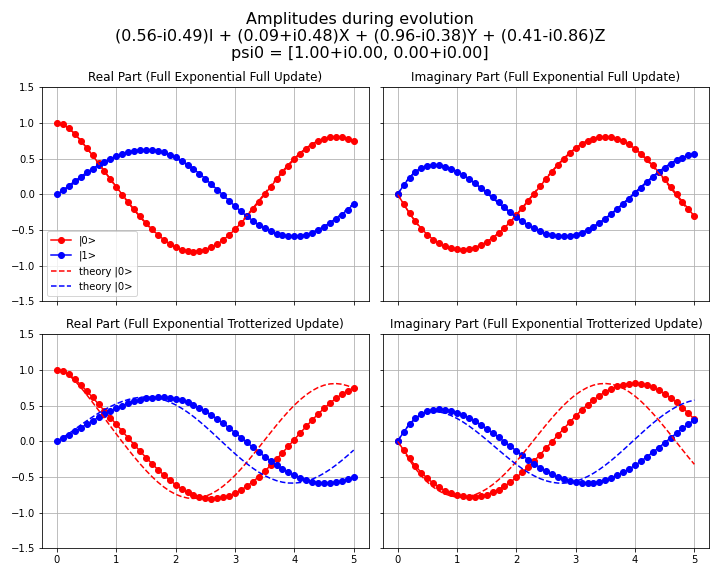 Amplitudes during evolution
(0.56-i0.49)I + (0.09+i0.48)X + (0.96-i0.38)Y + (0.41-i0.86)Z
psi0 = [1.00+i0.00, 0.00+i0.00]
Real Part (Full Exponential Full Update)
Imaginary Part (Full Exponential Full Update)
1.5
1.0
0.5
0.0
−0.5
−1.0
−1.5
|0>
|1>
theory |0>
theory |0>
Real Part (Full Exponential Trotterized Update)
Imaginary Part (Full Exponential Trotterized Update)
1.5
1.0
0.5
0.0
−0.5
−1.0
−1.5
0 1 2 3 4 5
0 1 2 3 4 5